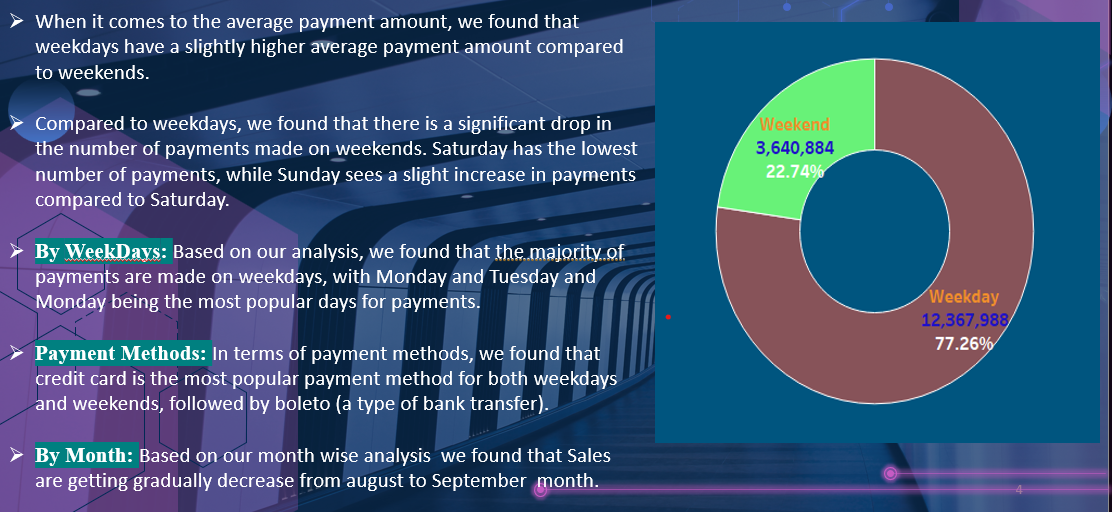 ➢ When it comes to the average payment amount, we found that
weekdays have a slightly higher average payment amount compared
to weekends.
➢ Compared to weekdays, we found that there is a significant drop in
the number of payments made on weekends. Saturday has the lowest
number of payments, while Sunday sees a slight increase in payments
compared to Saturday.
➢ By WeekDays: Based on our analysis, we found that the majority of
payments are made on weekdays, with Monday and Tuesday and
Monday being the most popular days for payments.
➢ Payment Methods: In terms of payment methods, we found that
credit card is the most popular payment method for both weekdays
and weekends, followed by boleto (a type of bank transfer).
➢ By Month: Based on our month wise analysis  we found that Sales
are getting gradually decrease from august to September  month.
Weekend
3,640,884
22.74%
Weekday
12,367,988
77.26%
4